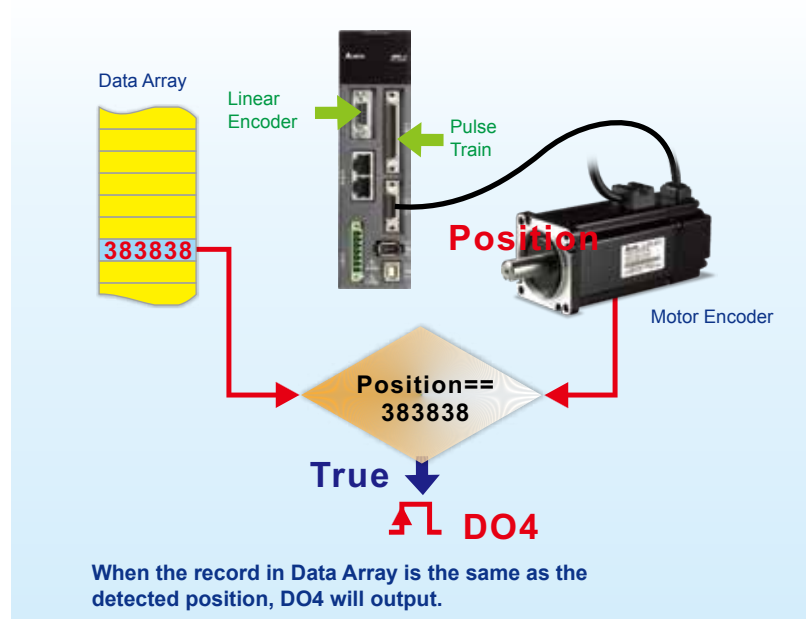 Data Array
Linear
Encoder
Pulse
Train
383838
Position
Motor Encoder
Position==
383838
True
DO4
When the record in Data Array is the same as the
detected position, DO4 will output.